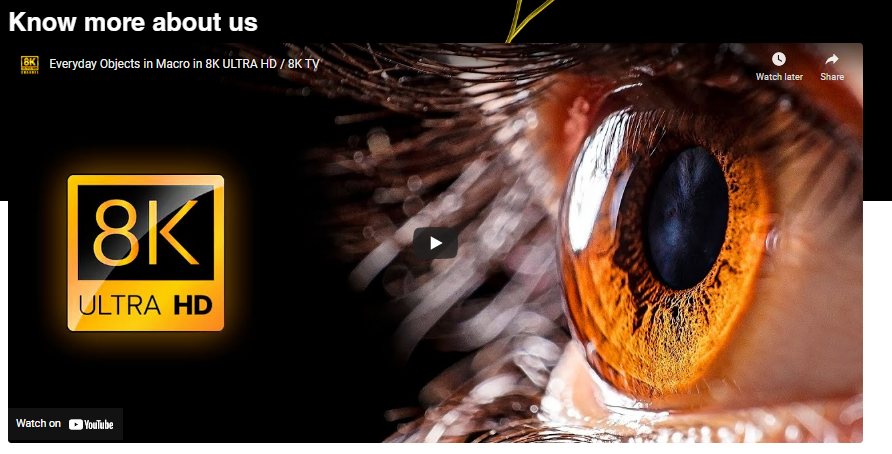 Know more about us
Everyday Objects in Macro in 8K ULTRA HD / 8K TV
Watch later
Share
8K
ULTRA HD
Watch on YouTube